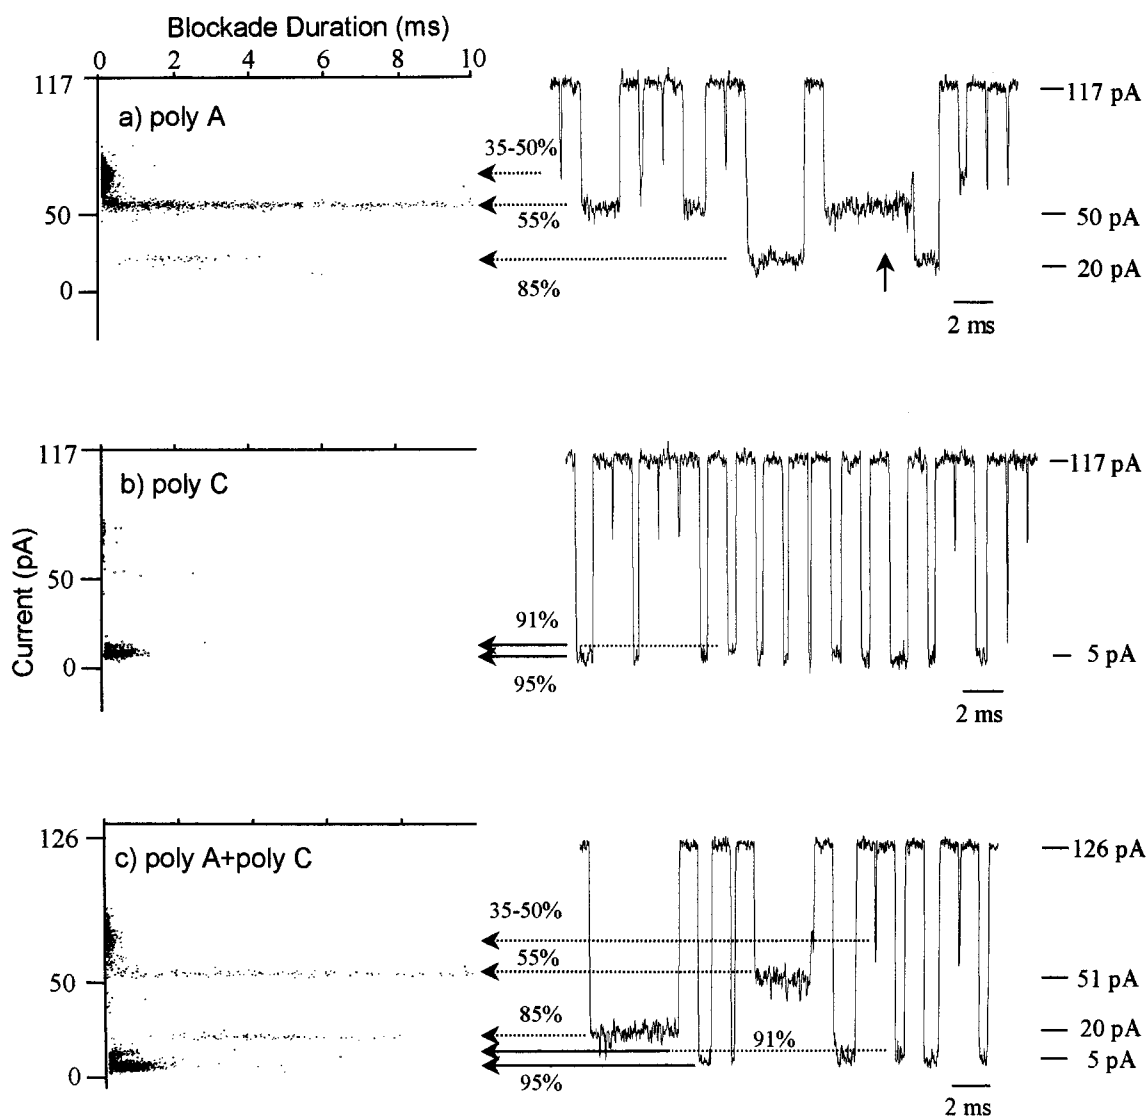 Blockade Duration (ms)
0 2 4 6 8 10
117
a) poly A
35-50%
55%
85%
50
0
117 pA
50 pA
20 pA
2 ms
Current (pA)
117
b) poly C
50
0
91%
95%
117 pA
5 pA
2 ms
126
c) poly A+poly C
50
0
35-50%
55%
85%
91%
95%
126 pA
51 pA
20 pA
5 pA
2 ms